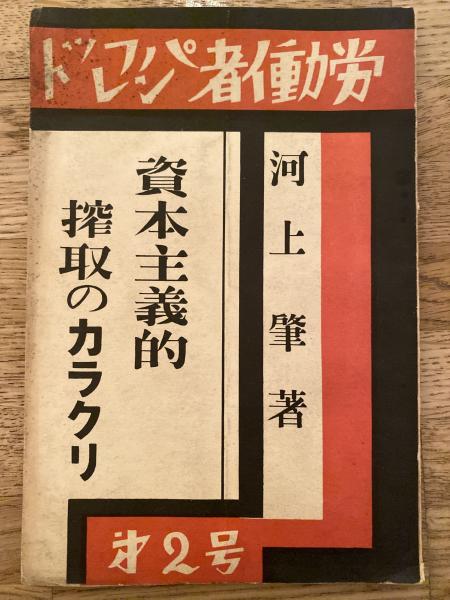 労働者パンフレット
河上肇著
資本主義的
搾取のカラクリ
第2号